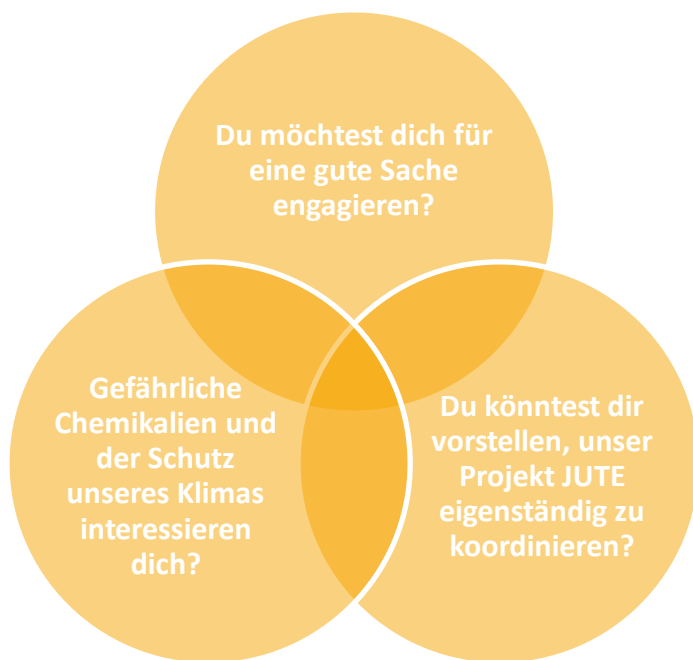 Du möchtest dich für
eine gute Sache
engagieren?
Gefährliche
Chemikalien und
der Schutz
unseres Klimas
interessieren
dich?
Du könntest dir
vorstellen, unser
Projekt JUTE
eigenständig zu
koordinieren?